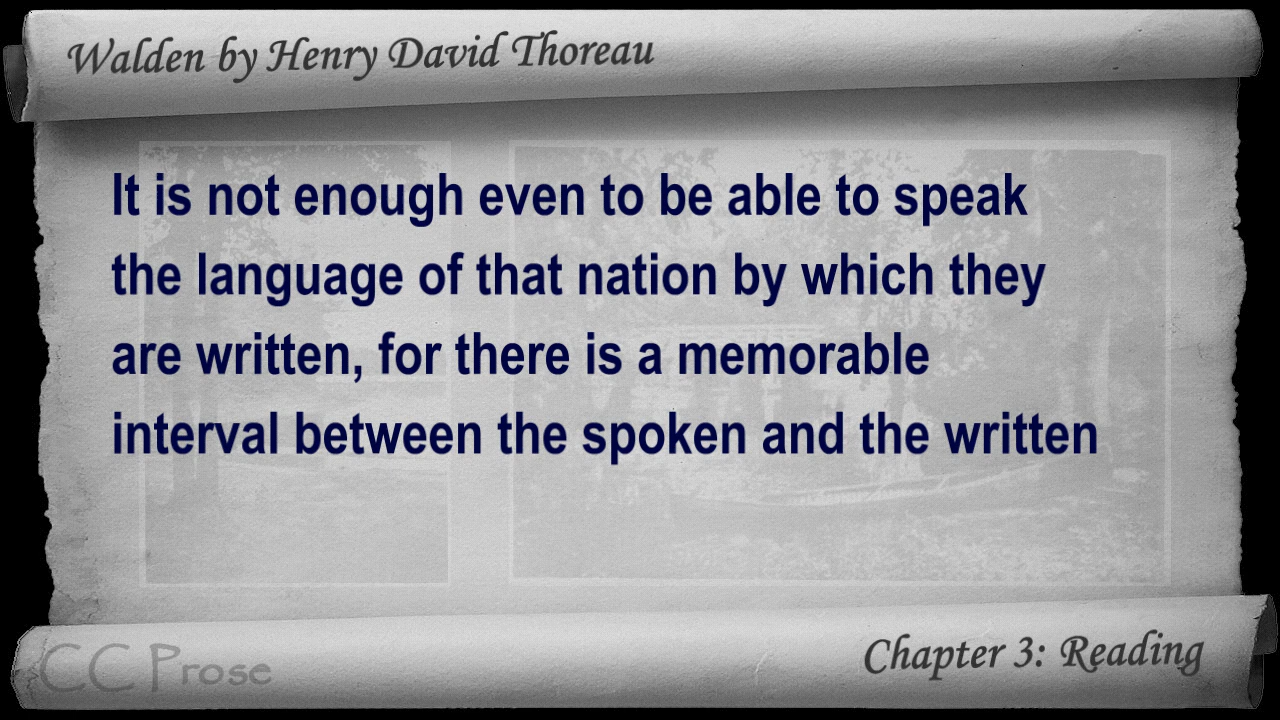 Walden by Henry David Thoreau
It is not enough even to be able to speak
the language of that nation by which they
are written, for there is a memorable
interval between the spoken and the written
CC Prose
Chapter 3: Reading